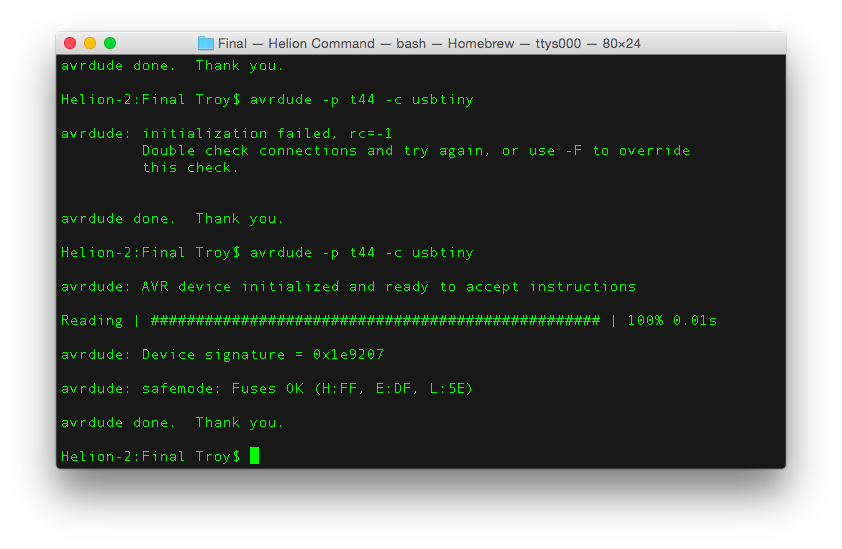 Final — Helion Command — bash — Homebrew — ttys000 — 80×24
avrdude done.  Thank you.
Helion-2:Final Troy$ avrdude -p t44 -c usbtiny
avrdude: initialization failed, rc=-1
         Double check connections and try again, or use -F to override
         this check.
avrdude done.  Thank you.
Helion-2:Final Troy$ avrdude -p t44 -c usbtiny
avrdude: AVR device initialized and ready to accept instructions
Reading | ################################################## | 100% 0.01s
avrdude: Device signature = 0x1e9207
avrdude: safemode: Fuses OK (H:FF, E:DF, L:5E)
avrdude done.  Thank you.
Helion-2:Final Troy$